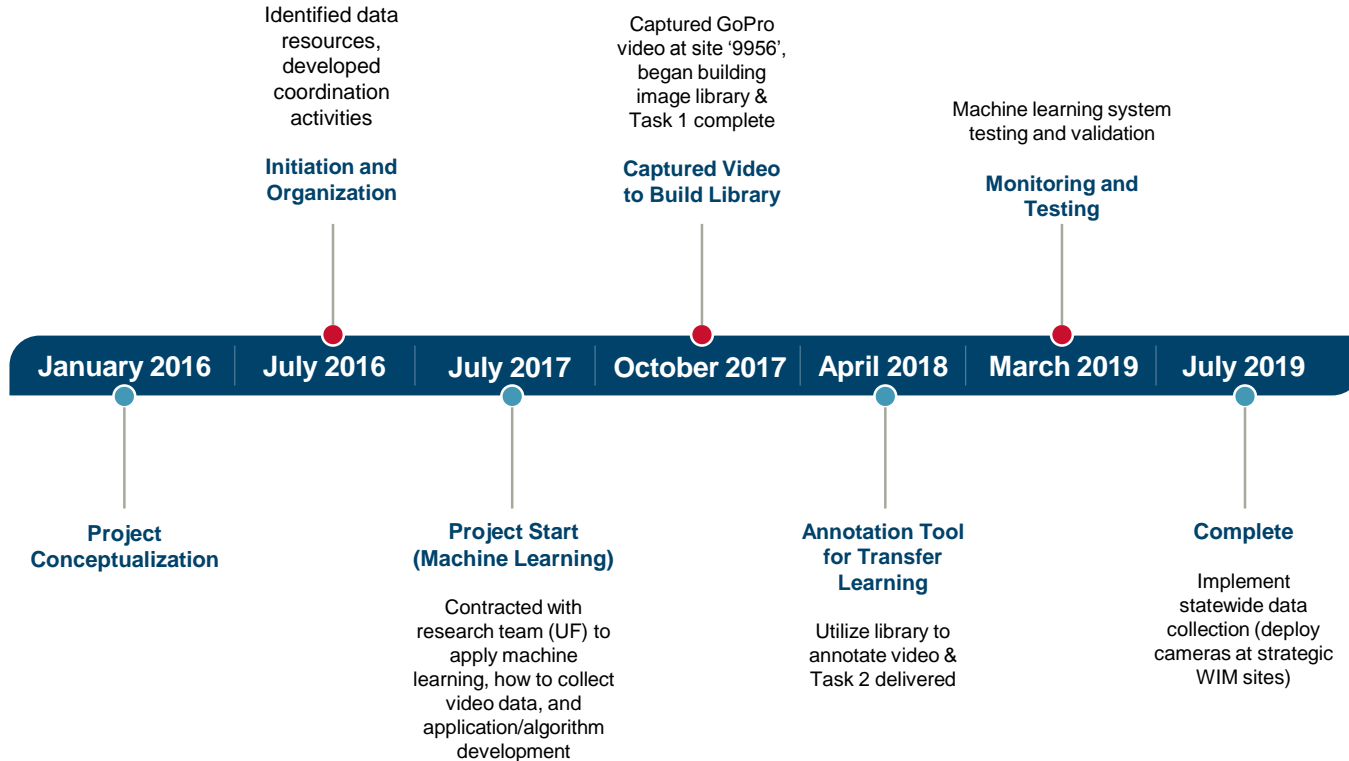 Identified data
resources,
developed
coordination
activities
Initiation and
Organization
Captured GoPro
video at site ‘9956’,
began building
image library &
Task 1 complete
Captured Video
to Build Library
Machine learning system
testing and validation
Monitoring and
Testing
January 2016
July 2016
July 2017
October 2017
April 2018
March 2019
July 2019
Project
Conceptualization
Project Start
(Machine Learning)
Contracted with
research team (UF) to
apply machine
learning, how to collect
video data, and
application/algorithm
development
Annotation Tool
for Transfer
Learning
Utilize library to
annotate video &
Task 2 delivered
Complete
Implement
statewide data
collection (deploy
cameras at strategic
WIM sites)